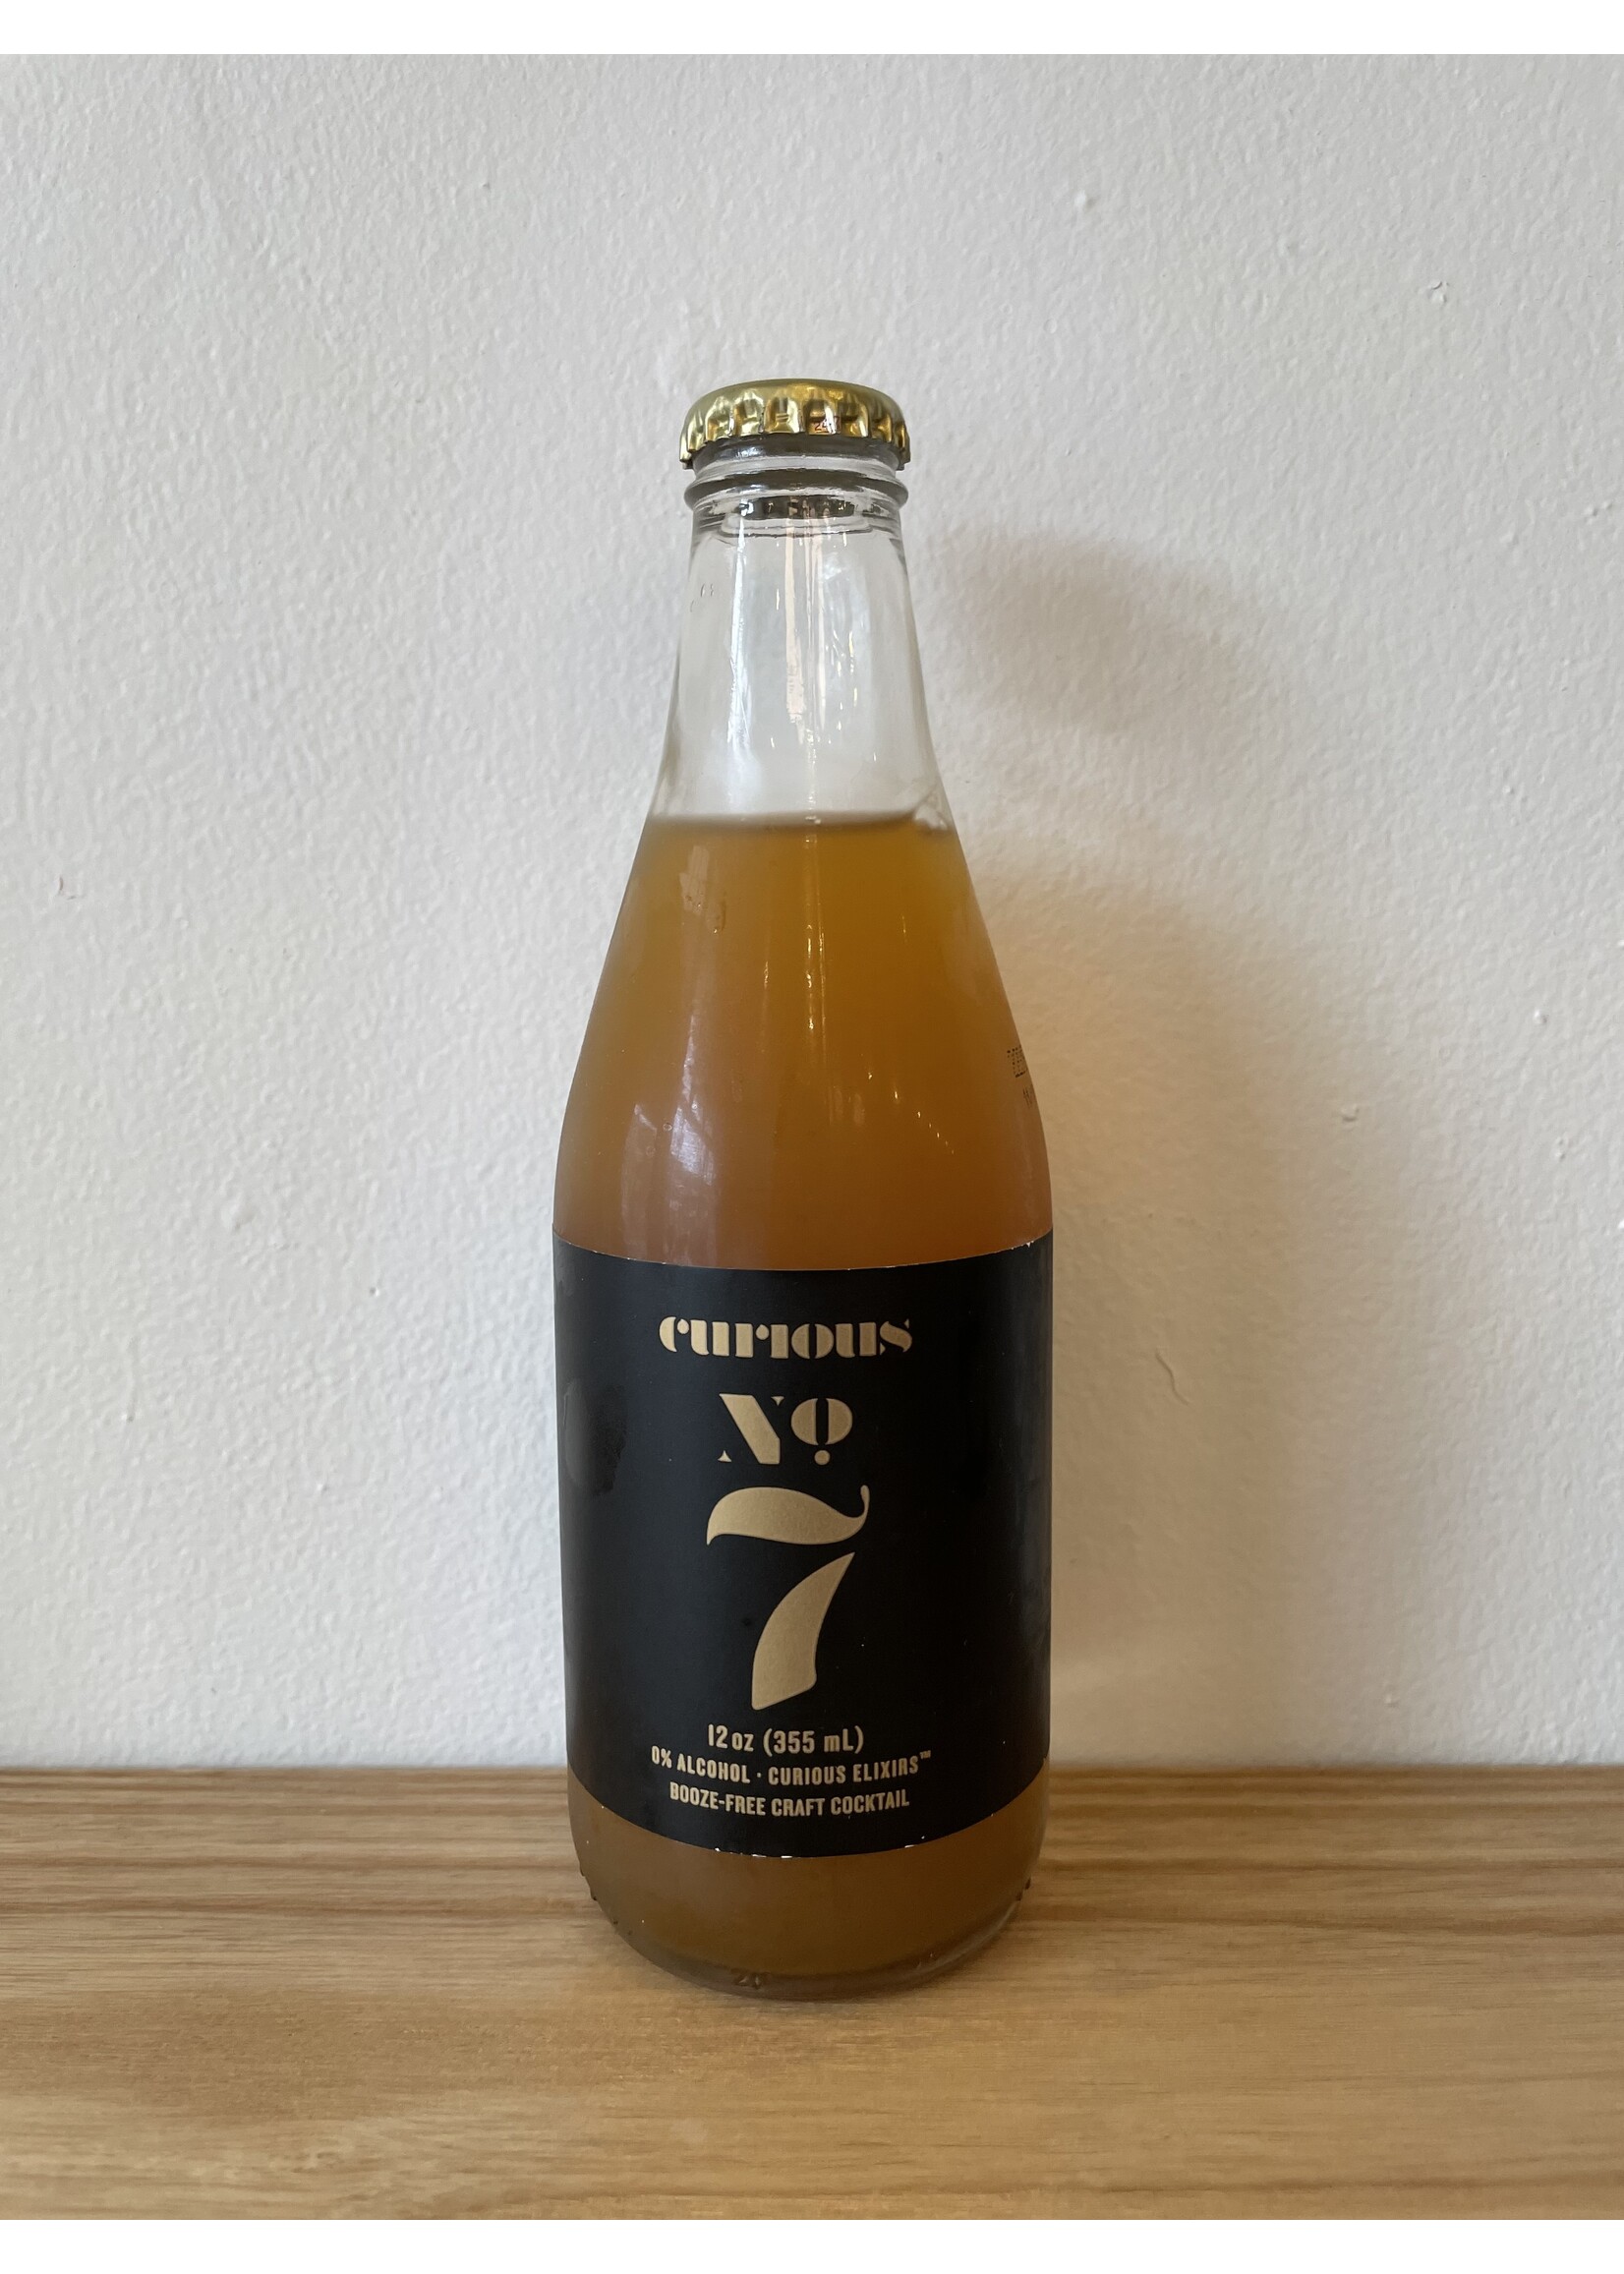 curious
Nº
7
12 oz (355 mL)
0% ALCOHOL · CURIOUS ELIXIRS™
BOOZE-FREE CRAFT COCKTAIL